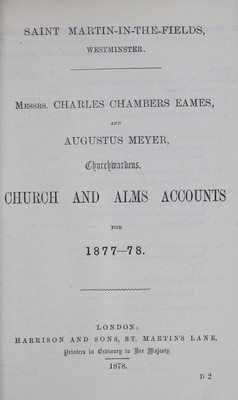 SAINT MARTIN-IN-THE-FIELDS,
WESTMINSTER.
MESSRS. CHARLES CHAMBERS EAMES,
AND
AUGUSTUS MEYER,
Churchwardens.
CHURCH AND ALMS ACCOUNTS
FOR
1877–78.
LONDON:
HARRISON AND SONS, ST. MARTIN'S LANE,
Printers in Ordinary to Her Majesty.
1878.
B 2